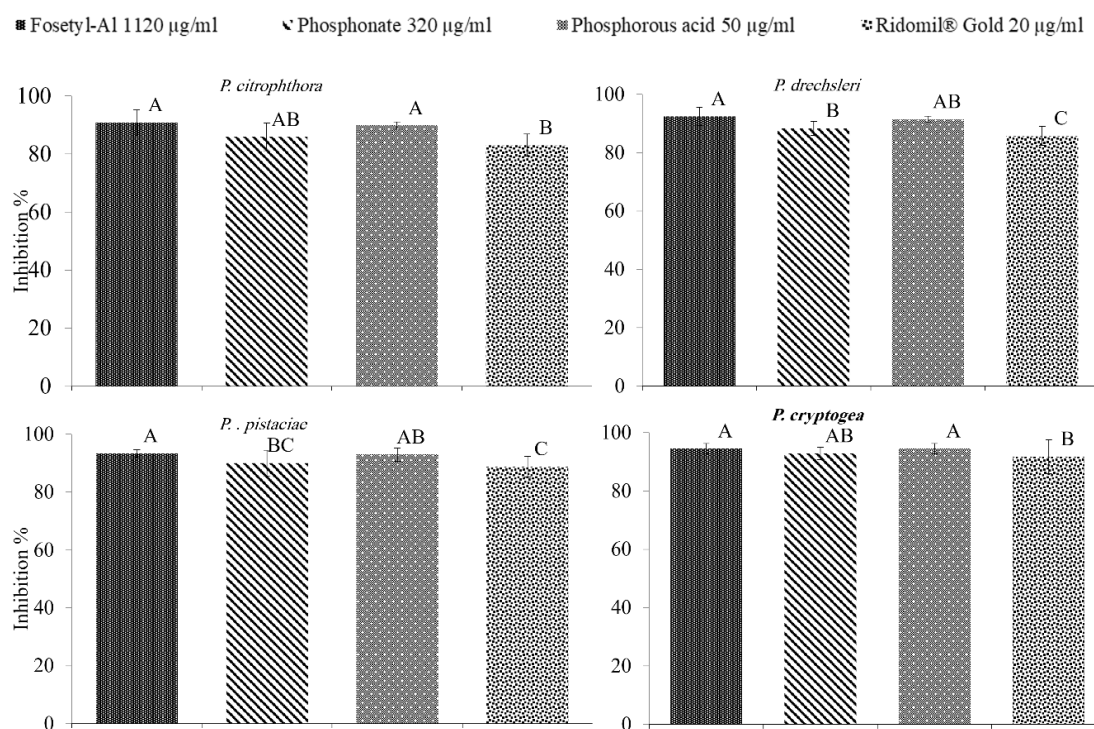 Fosetyl-Al 1120 µg/ml Phosphonate 320 µg/ml Phosphorous acid 50 µg/ml Ridomil® Gold 20 µg/ml
P. citrophthora
Inhibition %
100
80
60
40
20
0
A AB A B
P. drechsleri
100
80
60
40
20
0
A B AB C
P. . pistaciae
Inhibition %
100
80
60
40
20
0
A BC AB C
P. cryptogea
100
80
60
40
20
0
A AB A B